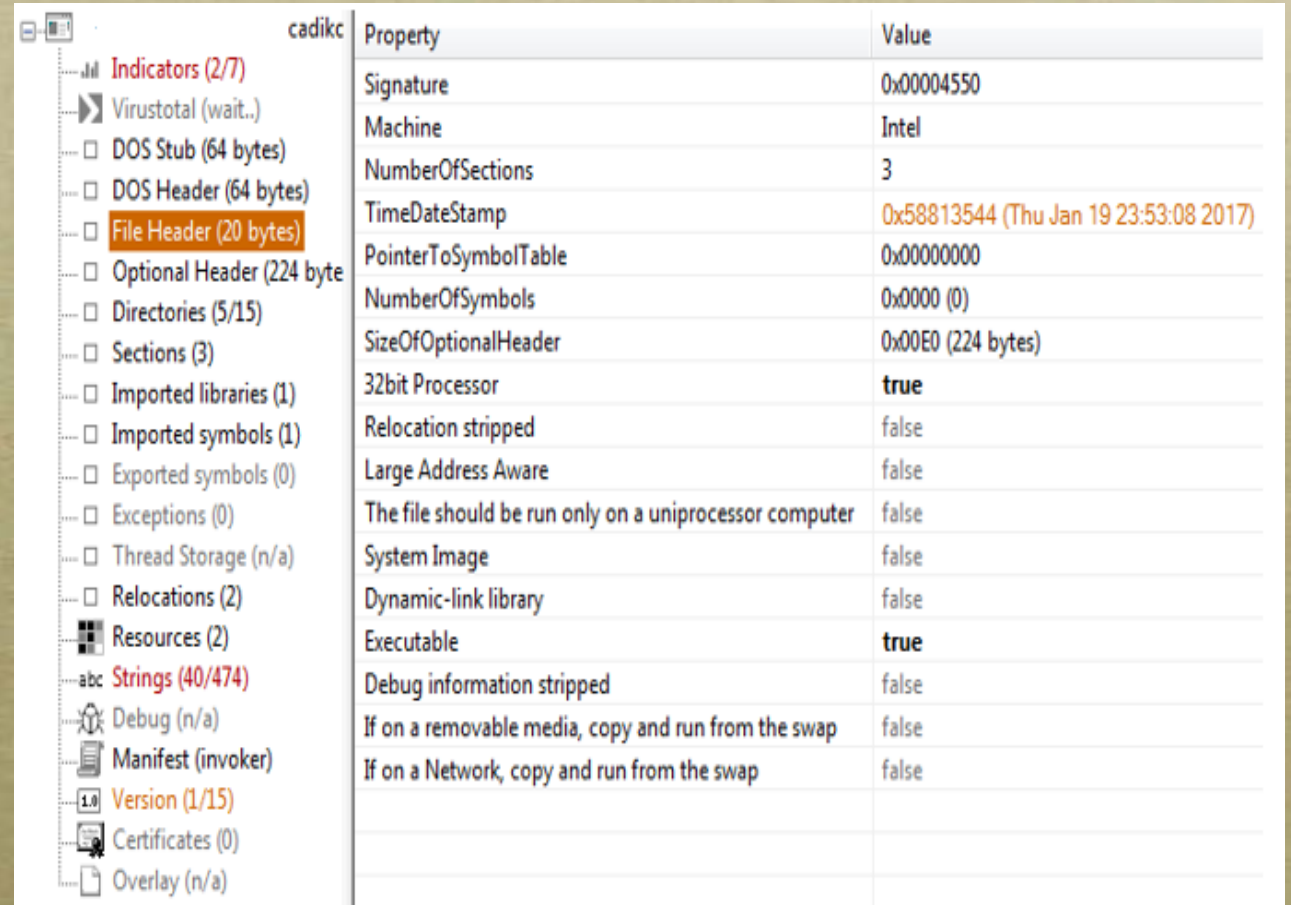 cadikc
Indicators (2/7)
Virustotal (wait..)
DOS Stub (64 bytes)
DOS Header (64 bytes)
File Header (20 bytes)
Optional Header (224 byte
Directories (5/15)
Sections (3)
Imported libraries (1)
Imported symbols (1)
Exported symbols (0)
Exceptions (0)
Thread Storage (n/a)
Relocations (2)
Resources (2)
abc Strings (40/474)
Debug (n/a)
Manifest (invoker)
1.0 Version (1/15)
Certificates (0)
Overlay (n/a)
Property Value
Signature 0x00004550
Machine Intel
NumberOfSections 3
TimeDateStamp 0x58813544 (Thu Jan 19 23:53:08 2017)
PointerToSymbolTable 0x00000000
NumberOfSymbols 0x0000 (0)
SizeOfOptionalHeader 0x00E0 (224 bytes)
32bit Processor true
Relocation stripped false
Large Address Aware false
The file should be run only on a uniprocessor computer false
System Image false
Dynamic-link library false
Executable true
Debug information stripped false
If on a removable media, copy and run from the swap false
If on a Network, copy and run from the swap false